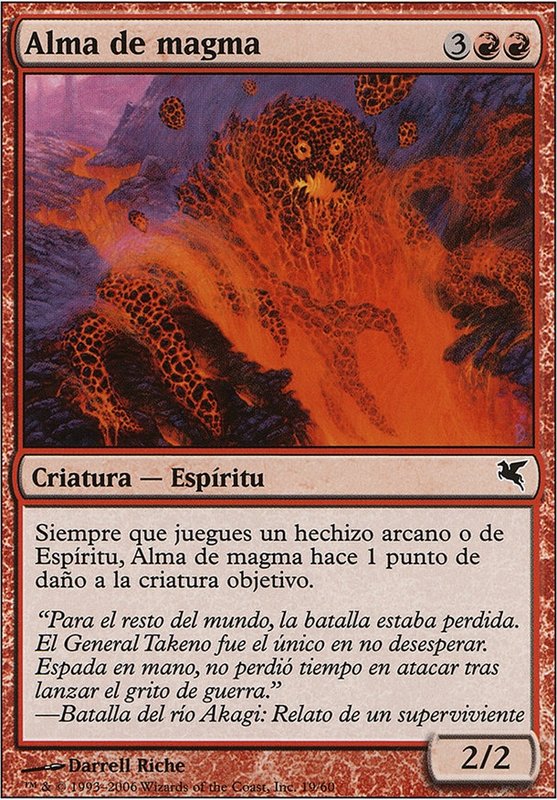 Alma de magma 3
Criatura — Espíritu
Siempre que juegues un hechizo arcano o de
Espíritu, Alma de magma hace 1 punto de
daño a la criatura objetivo.
“Para el resto del mundo, la batalla estaba perdida.
El General Takeno fue el único en no desesperar.
Espada en mano, no perdió tiempo en atacar tras
lanzar el grito de guerra.”
—Batalla del río Akagi: Relato de un superviviente
2/2
Darrell Riche
™ & © 1993-2006 Wizards of the Coast, Inc. 19/60